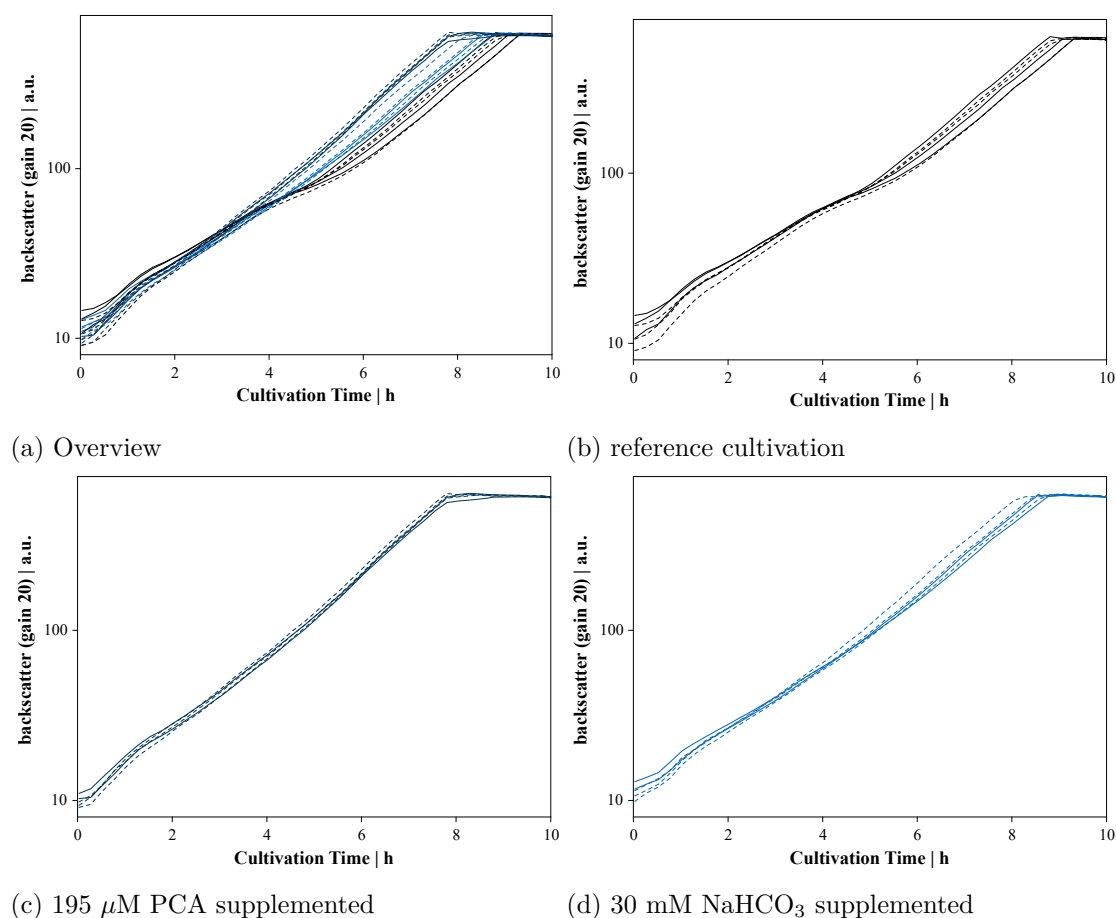 backscatter (gain 20) | a.u.
100
10
0 2 4 6 8 10
Cultivation Time | h
(a) Overview
backscatter (gain 20) | a.u.
100
10
0 2 4 6 8 10
Cultivation Time | h
(b) reference cultivation
backscatter (gain 20) | a.u.
100
10
0 2 4 6 8 10
Cultivation Time | h
(c) 195 μM PCA supplemented
backscatter (gain 20) | a.u.
100
10
0 2 4 6 8 10
Cultivation Time | h
(d) 30 mM NaHCO₃ supplemented